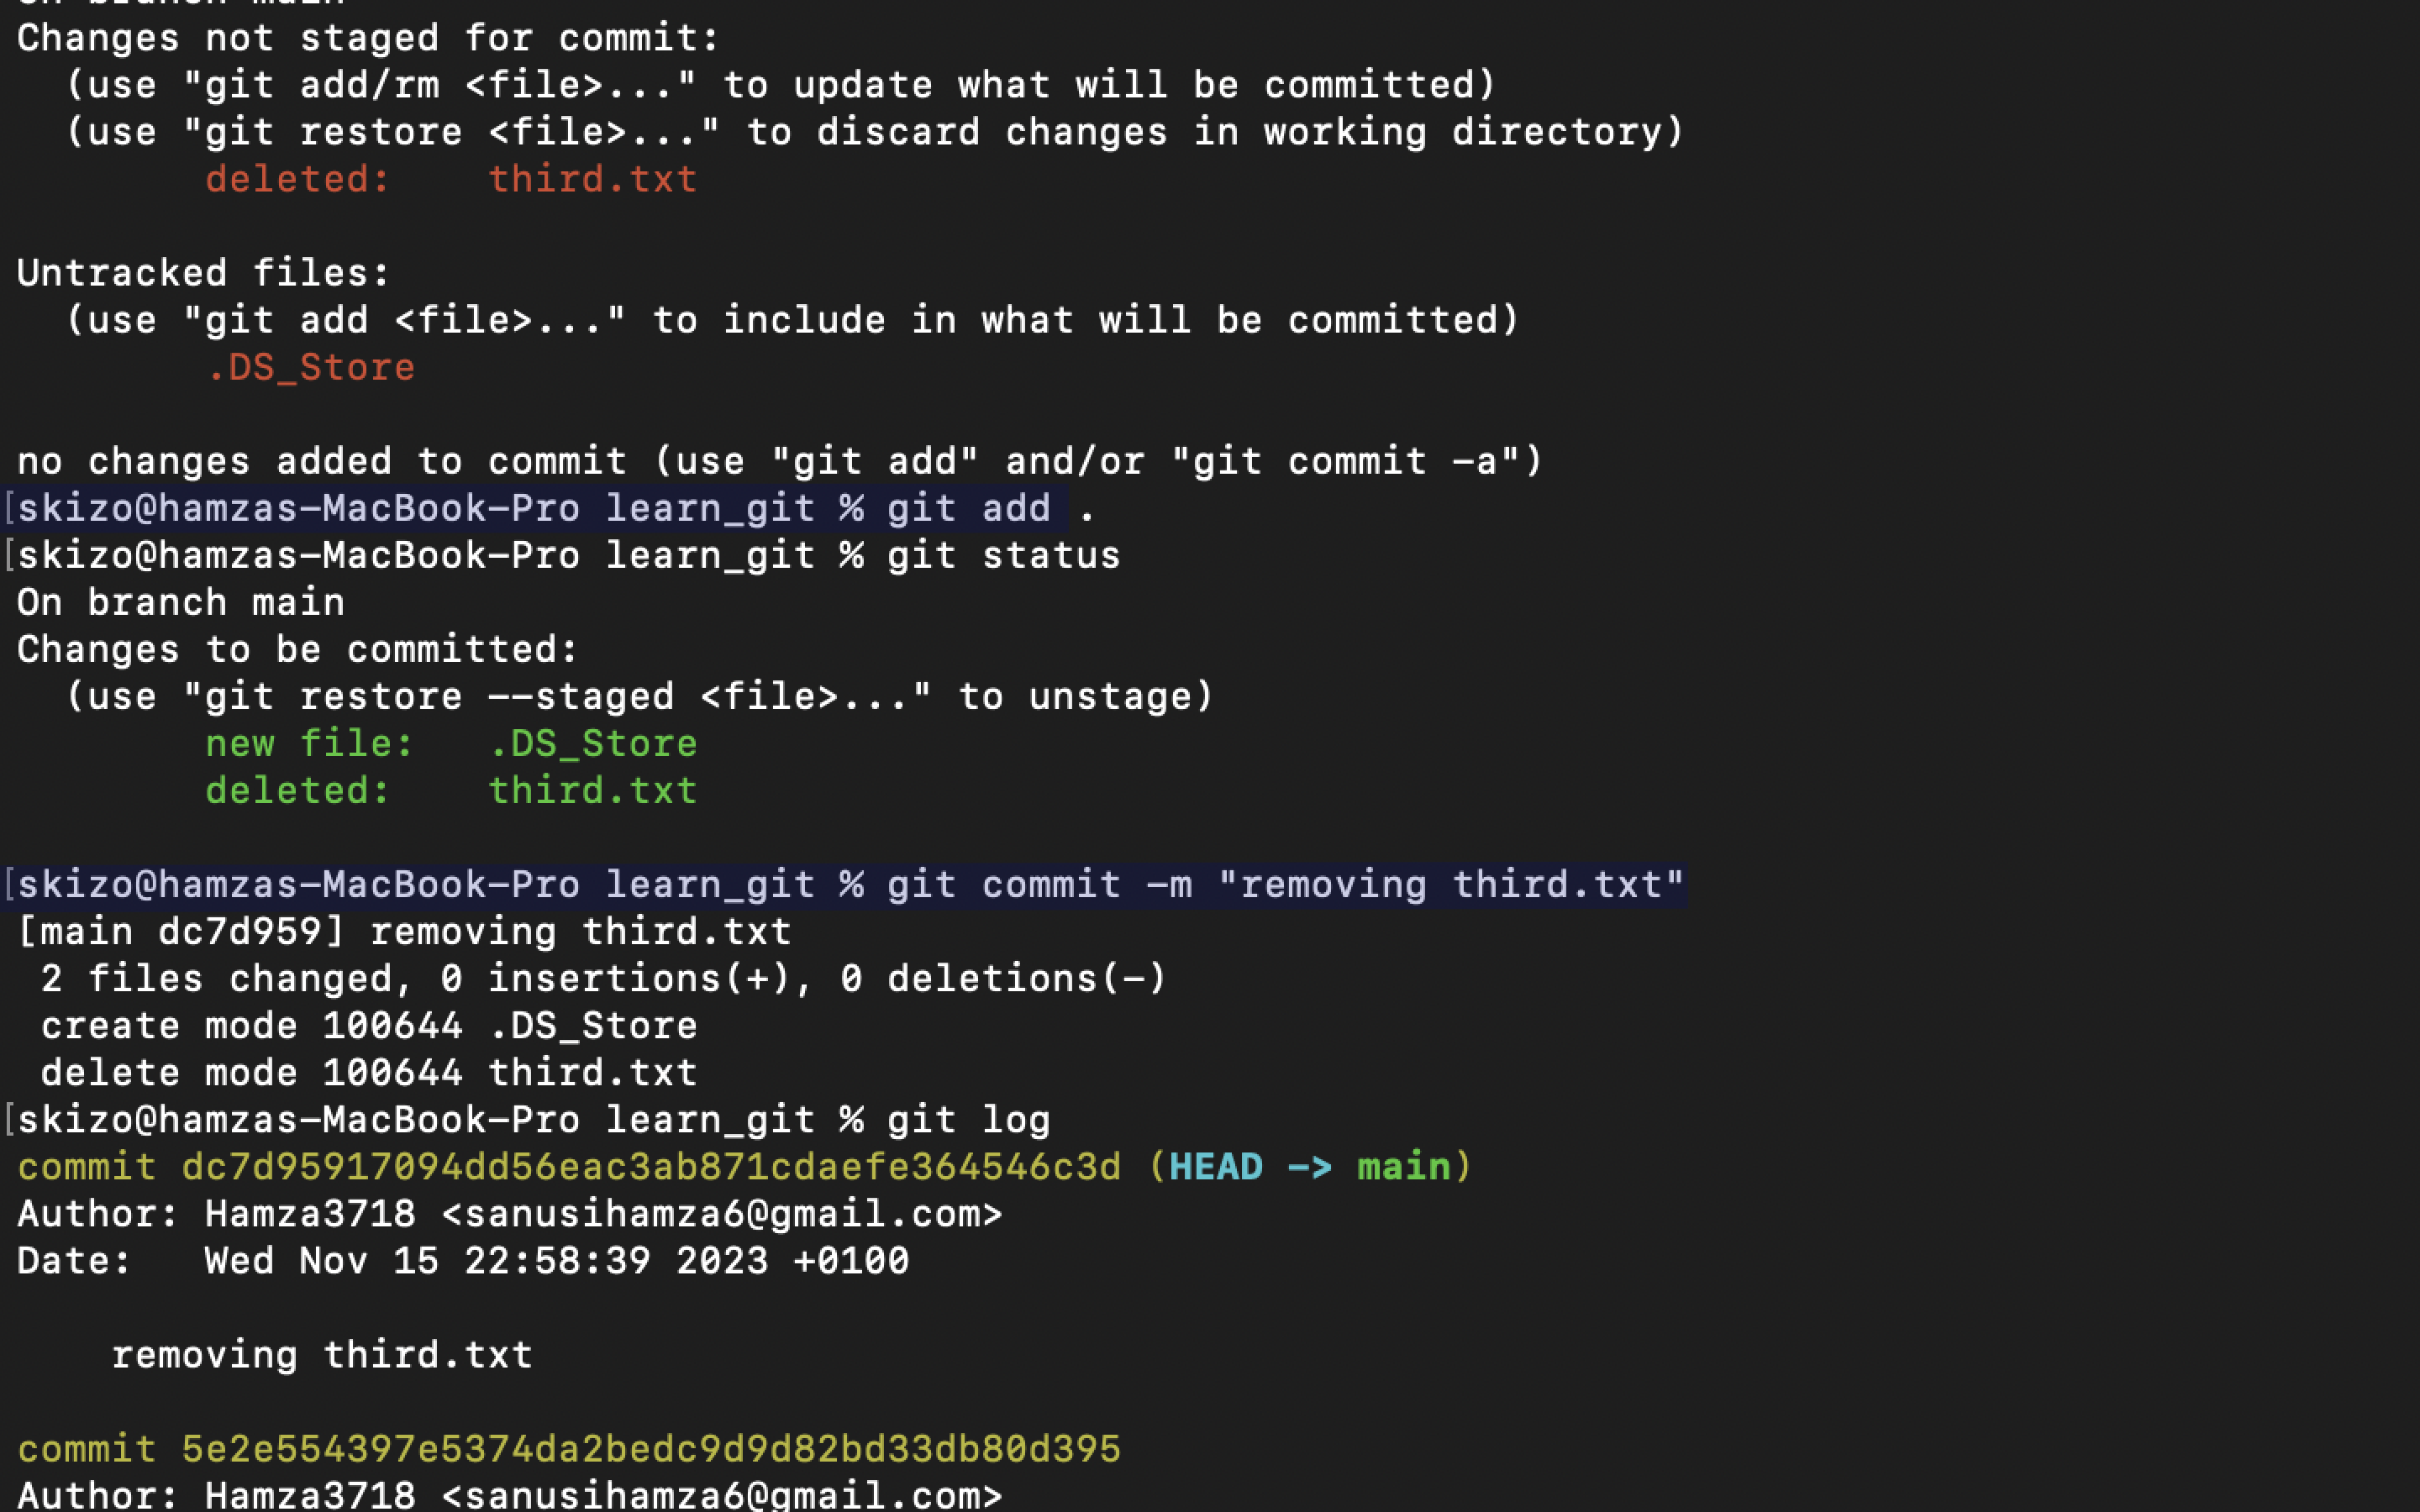 On branch main
Changes not staged for commit:
  (use "git add/rm <file>..." to update what will be committed)
  (use "git restore <file>..." to discard changes in working directory)
        deleted:    third.txt

Untracked files:
  (use "git add <file>..." to include in what will be committed)
        .DS_Store

no changes added to commit (use "git add" and/or "git commit -a")
[skizo@hamzas-MacBook-Pro learn_git % git add .
[skizo@hamzas-MacBook-Pro learn_git % git status
On branch main
Changes to be committed:
  (use "git restore --staged <file>..." to unstage)
        new file:   .DS_Store
        deleted:    third.txt

[skizo@hamzas-MacBook-Pro learn_git % git commit -m "removing third.txt"
[main dc7d959] removing third.txt
 2 files changed, 0 insertions(+), 0 deletions(-)
 create mode 100644 .DS_Store
 delete mode 100644 third.txt
[skizo@hamzas-MacBook-Pro learn_git % git log
commit dc7d95917094dd56eac3ab871cdaefe364546c3d (HEAD -> main)
Author: Hamza3718 <sanusihamza6@gmail.com>
Date:   Wed Nov 15 22:58:39 2023 +0100

    removing third.txt

commit 5e2e554397e5374da2bedc9d9d82bd33db80d395
Author: Hamza3718 <sanusihamza6@gmail.com>